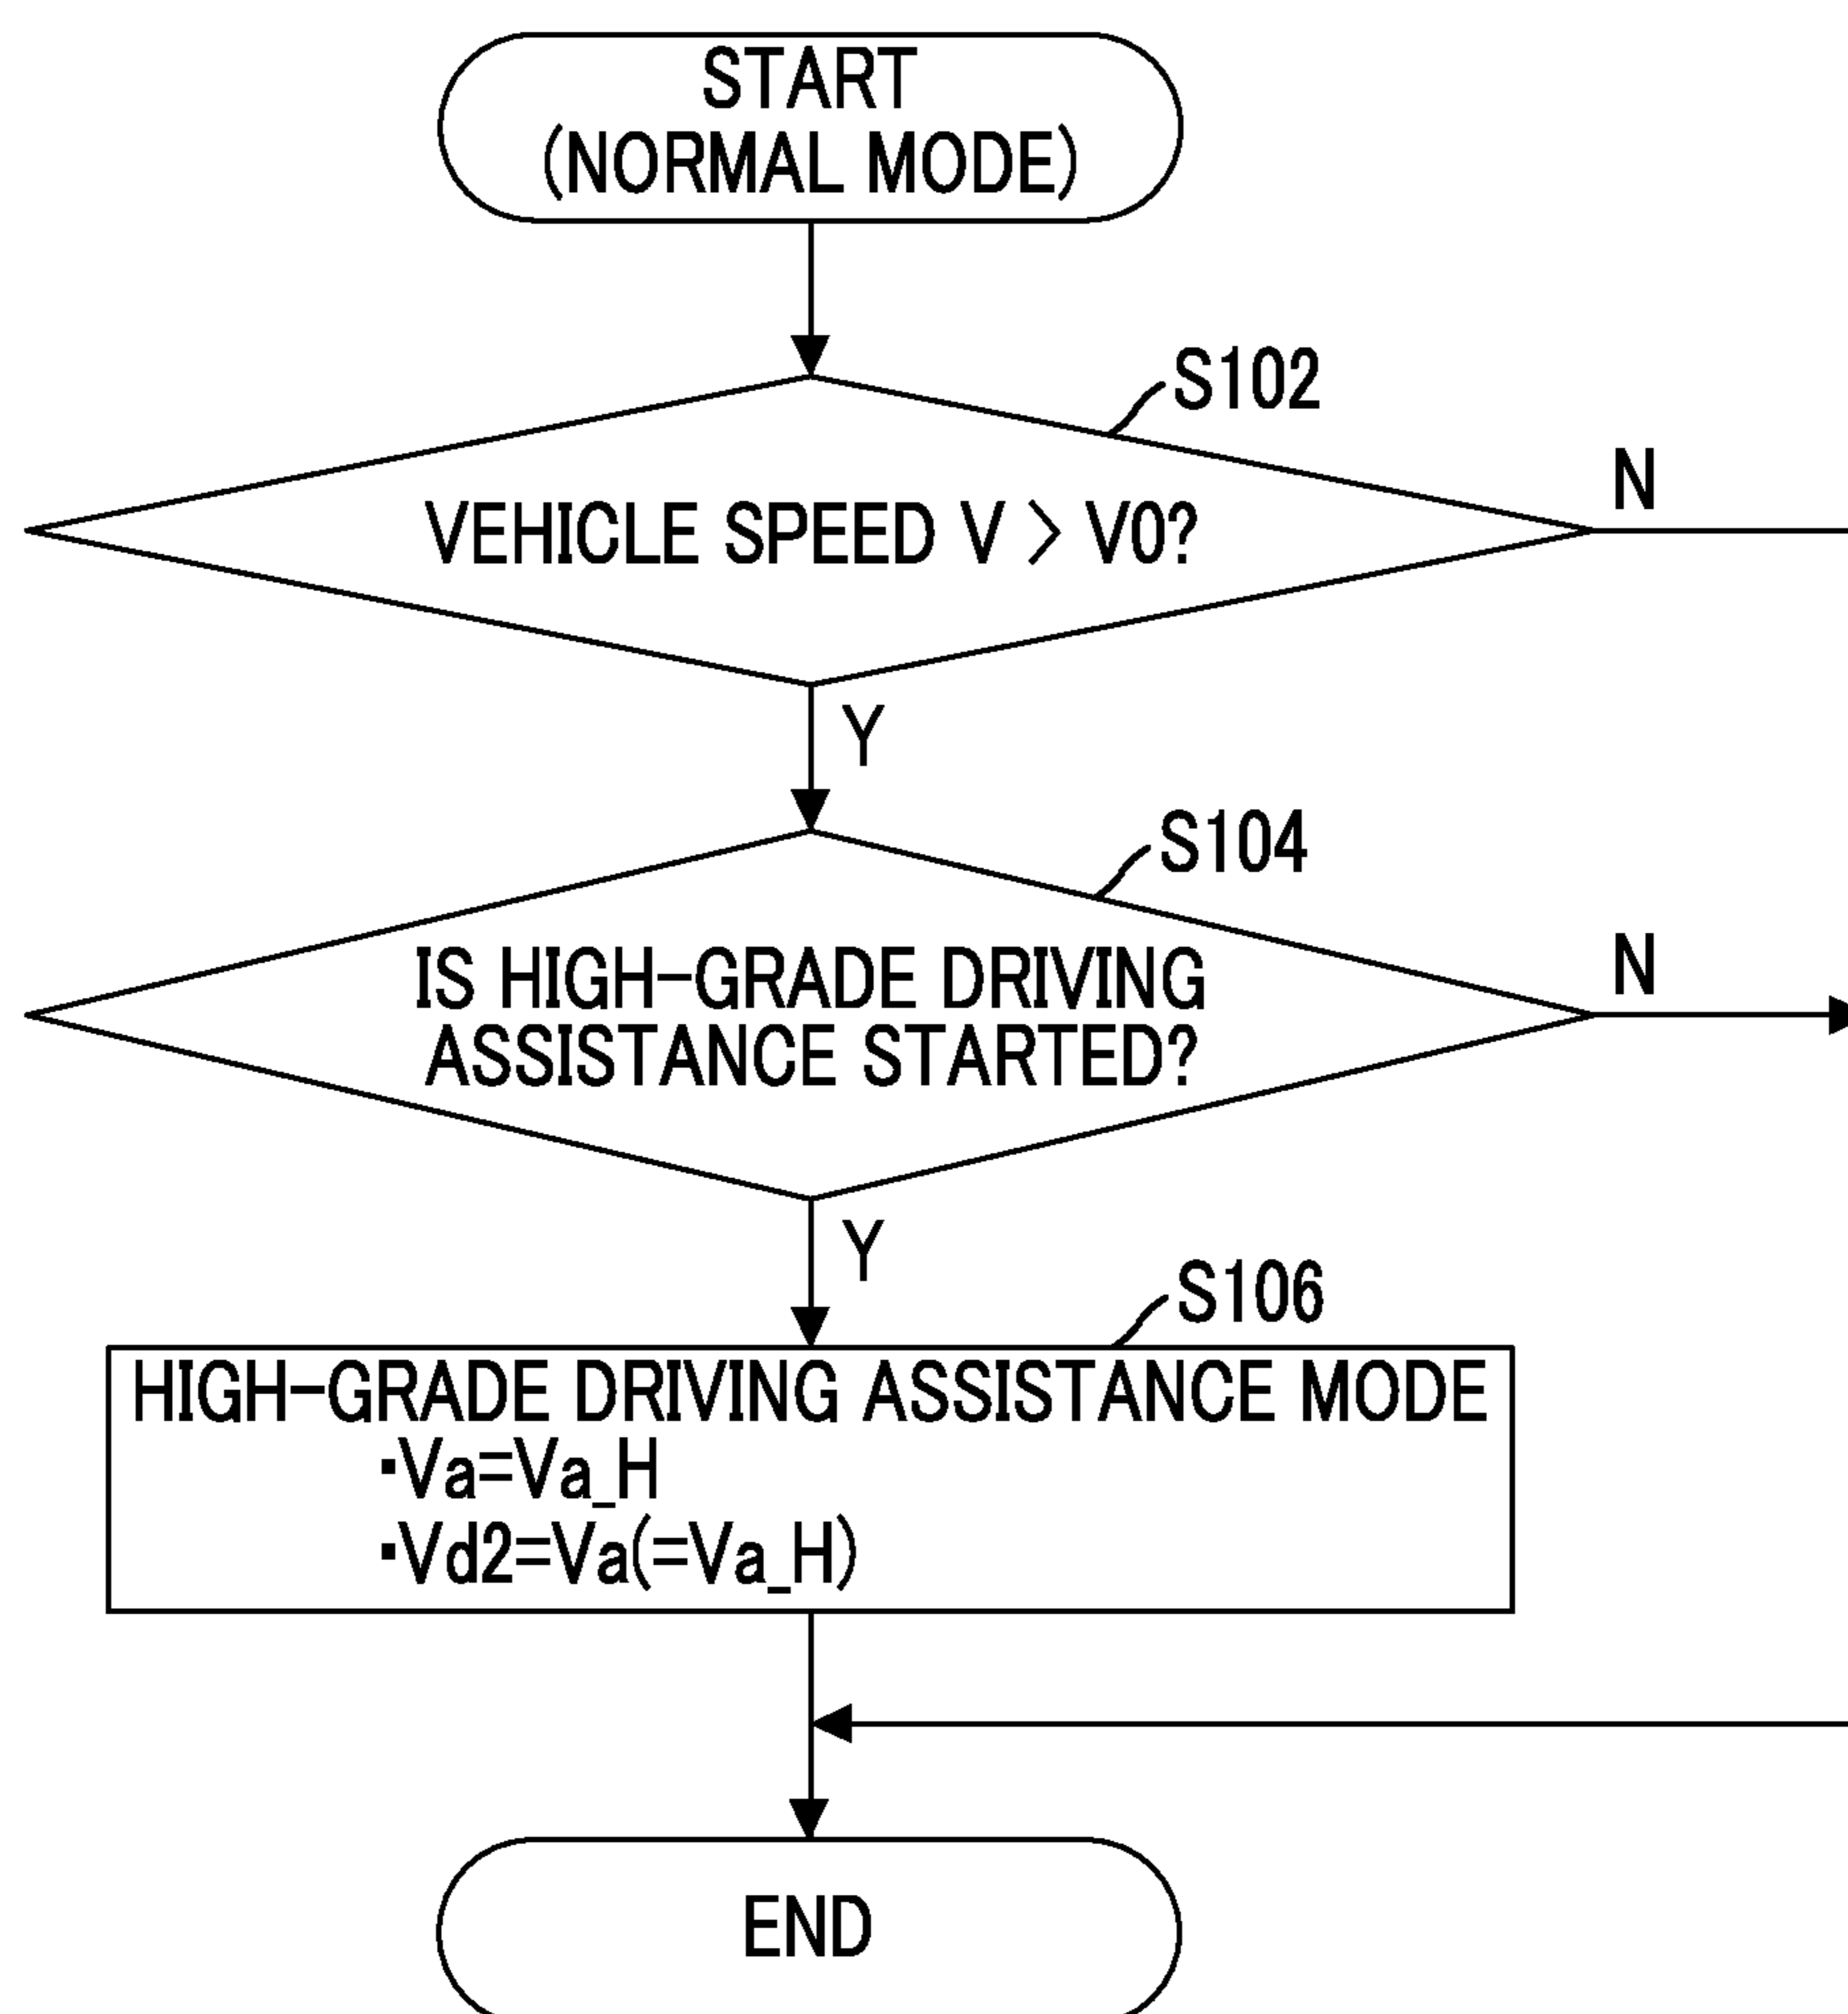 START
(NORMAL MODE)
S102
VEHICLE SPEED V > V0?
N
Y
S104
IS HIGH-GRADE DRIVING
ASSISTANCE STARTED?
N
Y
S106
HIGH-GRADE DRIVING ASSISTANCE MODE
▪Va=Va_H
▪Vd2=Va(=Va_H)
END